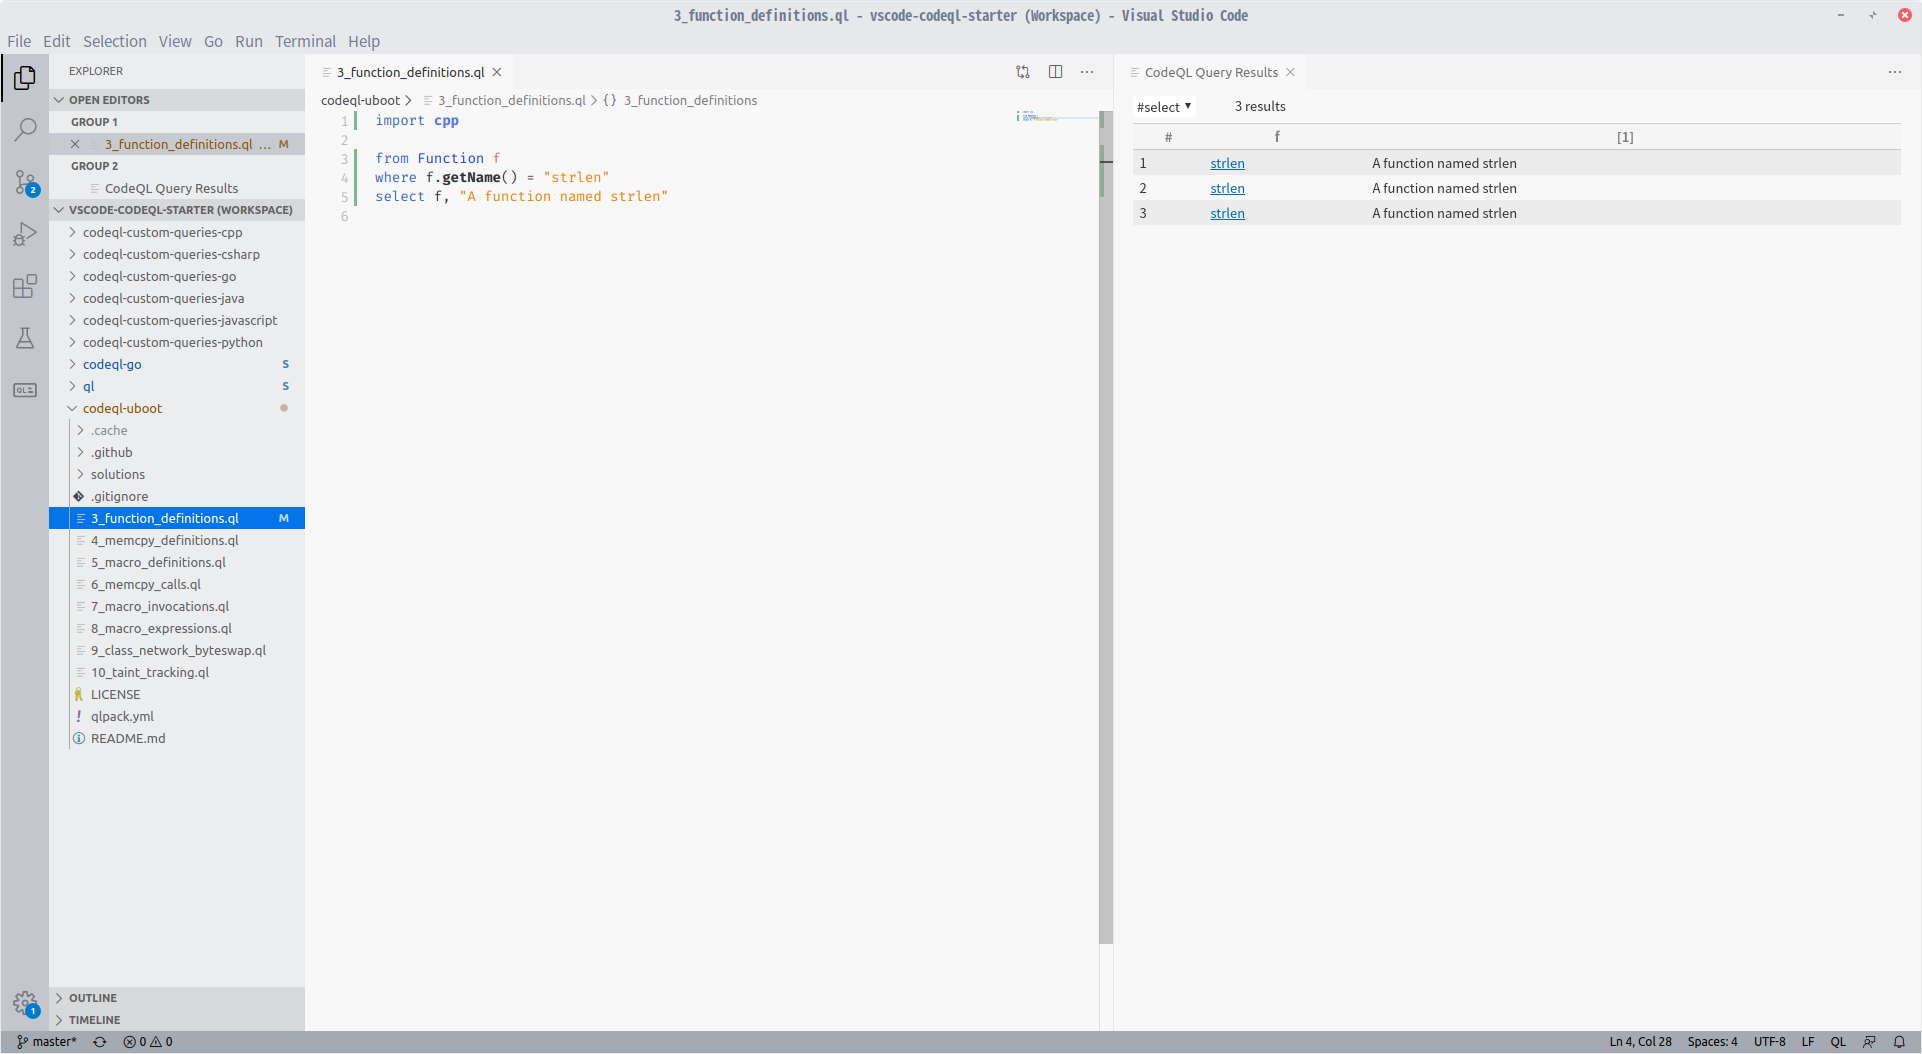 3_function_definitions.ql - vscode-codeql-starter (Workspace) - Visual Studio Code
File Edit Selection View Go Run Terminal Help
EXPLORER
OPEN EDITORS
GROUP 1
3_function_definitions.ql ... M
GROUP 2
CodeQL Query Results
VSCODE-CODEQL-STARTER (WORKSPACE)
codeql-custom-queries-cpp
codeql-custom-queries-csharp
codeql-custom-queries-go
codeql-custom-queries-java
codeql-custom-queries-javascript
codeql-custom-queries-python
codeql-go S
ql S
codeql-uboot
.cache
.github
solutions
.gitignore
3_function_definitions.ql M
4_memcpy_definitions.ql
5_macro_definitions.ql
6_memcpy_calls.ql
7_macro_invocations.ql
8_macro_expressions.ql
9_class_network_byteswap.ql
10_taint_tracking.ql
LICENSE
! qlpack.yml
README.md
OUTLINE
TIMELINE
2
QL
1
3_function_definitions.ql
codeql-uboot > 3_function_definitions.ql > {} 3_function_definitions
1 import cpp
2
3 from Function f
4 where f.getName() = "strlen"
5 select f, "A function named strlen"
6
CodeQL Query Results
#select 3 results
# f [1]
1 strlen A function named strlen
2 strlen A function named strlen
3 strlen A function named strlen
master* 0 0 Ln 4, Col 28 Spaces: 4 UTF-8 LF QL